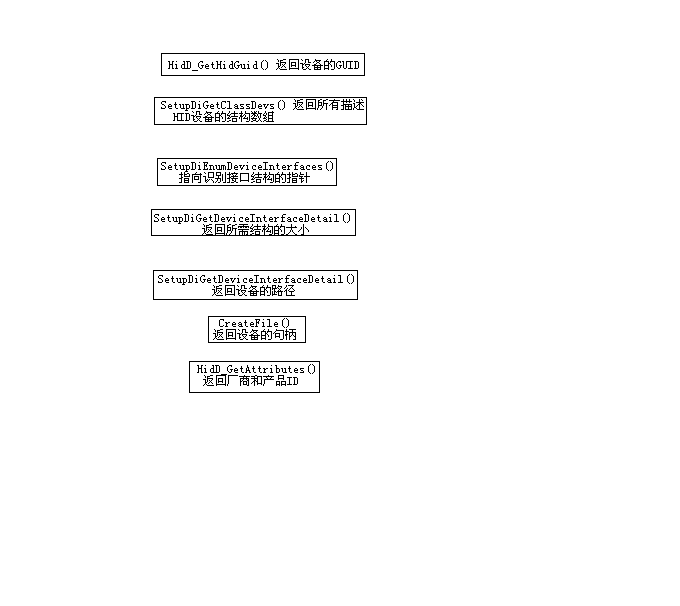 HidD_GetHidGuid() 返回设备的GUID
SetupDiGetClassDevs() 返回所有描述
HID设备的结构数组
SetupDiEnumDeviceInterfaces()
指向识别接口结构的指针
SetupDiGetDeviceInterfaceDetail()
返回所需结构的大小
SetupDiGetDeviceInterfaceDetail()
返回设备的路径
CreateFile()
返回设备的句柄
HidD_GetAttributes()
返回厂商和产品ID